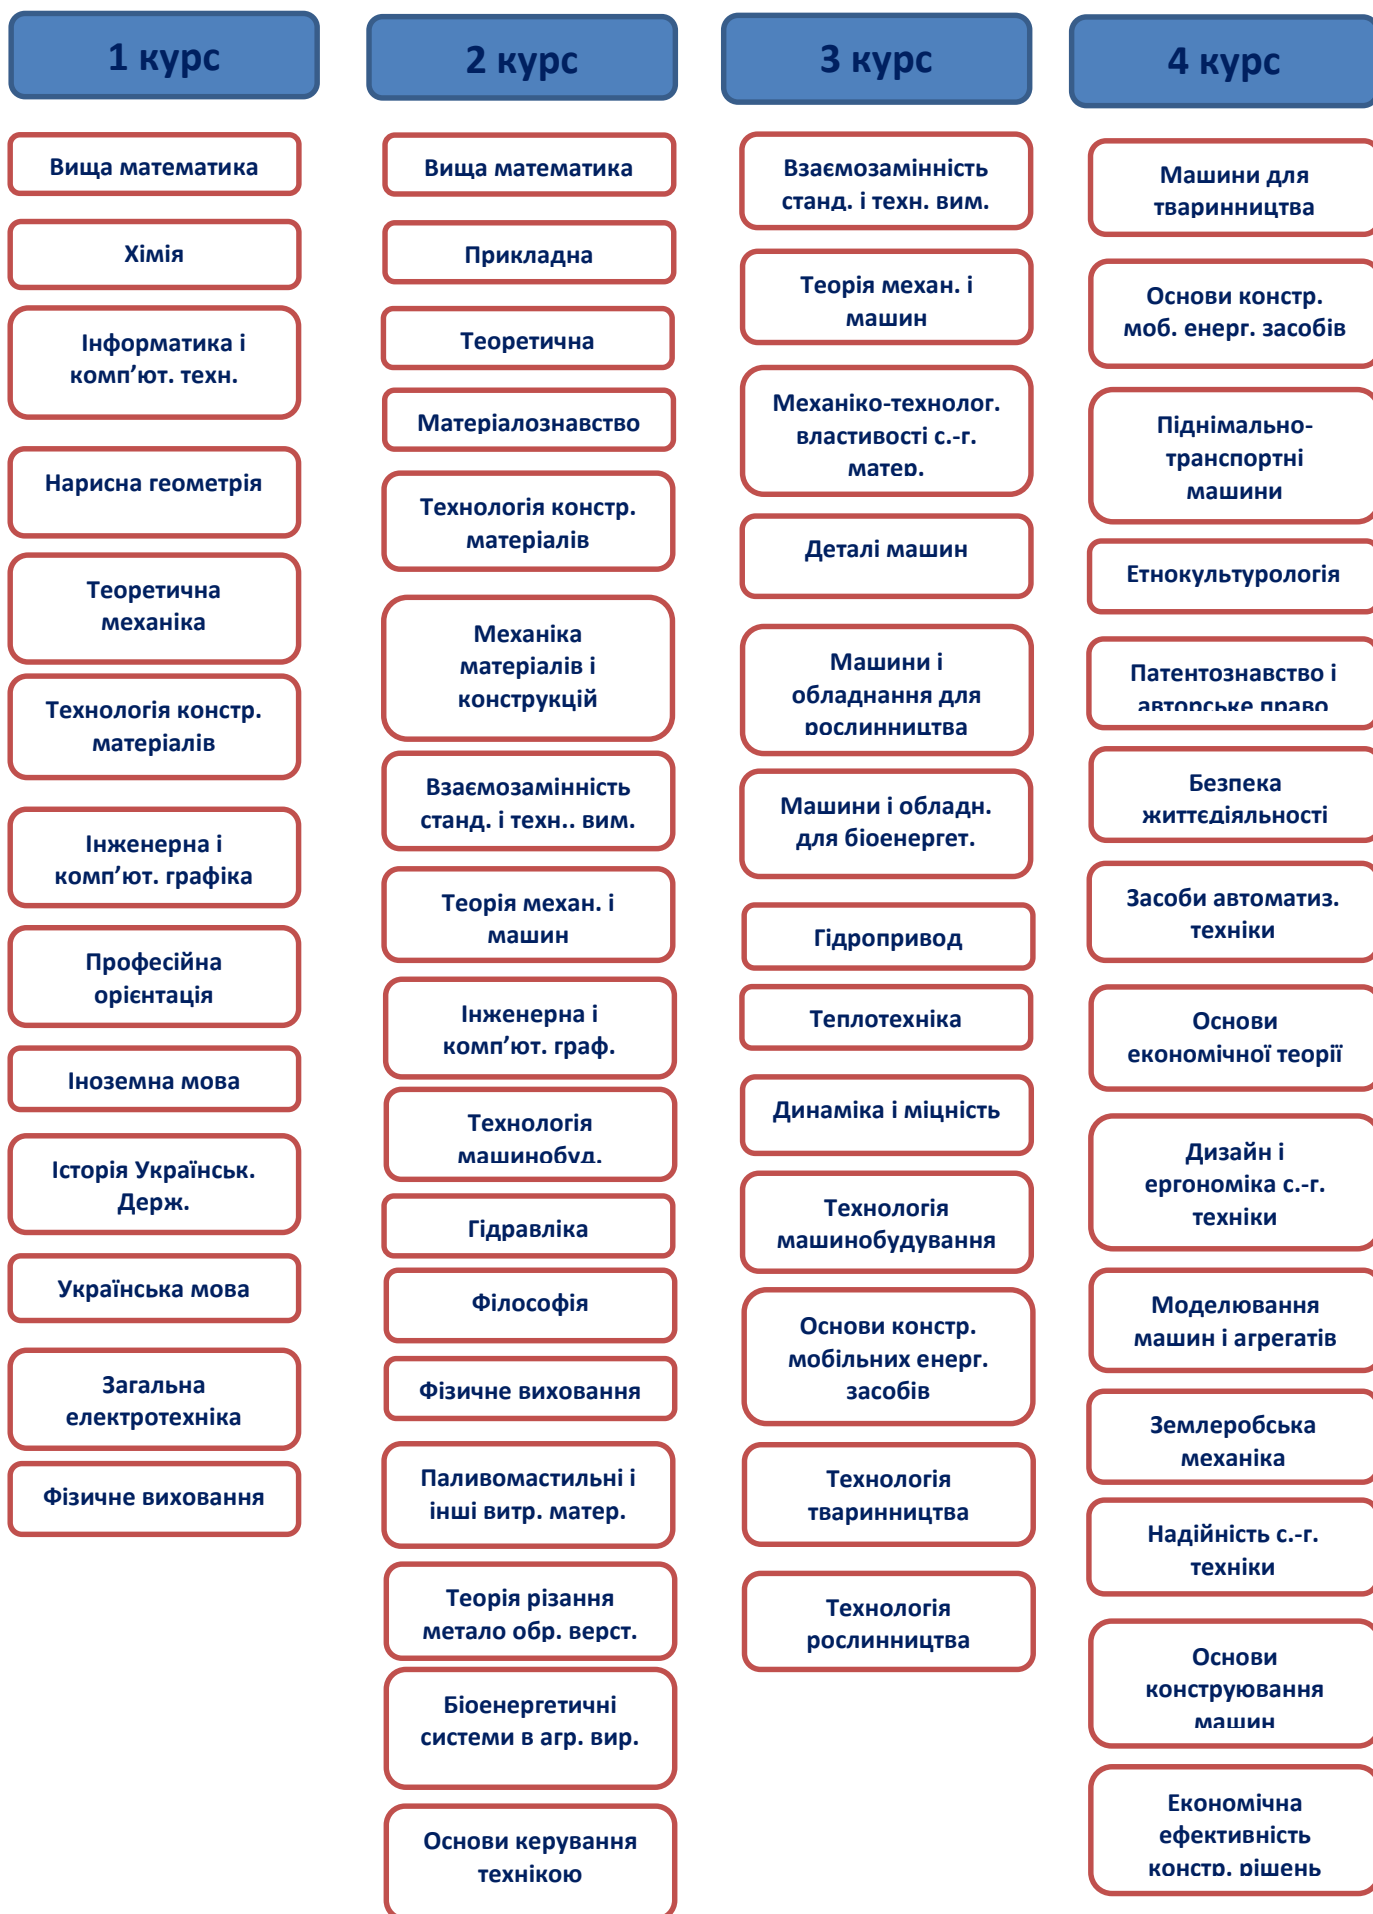 1 курс
Вища математика
Хімія
Інформатика і
комп’ют. техн.
Нарисна геометрія
Теоретична
механіка
Технологія констр.
матеріалів
Інженерна і
комп’ют. графіка
Професійна
орієнтація
Іноземна мова
Історія Українськ.
Держ.
Українська мова
Загальна
електротехніка
Фізичне виховання
2 курс
Вища математика
Прикладна
Теоретична
Матеріалознавство
Технологія констр.
матеріалів
Механіка
матеріалів і
конструкцій
Взаємозамінність
станд. і техн.. вим.
Теорія механ. і
машин
Інженерна і
комп’ют. граф.
Технологія
машинобуд.
Гідравліка
Філософія
Фізичне виховання
Паливомастильні і
інші витр. матер.
Теорія різання
метало обр. верст.
Біоенергетичні
системи в агр. вир.
Основи керування
технікою
3 курс
Взаємозамінність
станд. і техн. вим.
Теорія механ. і
машин
Механіко-технолог.
властивості с.-г.
матер.
Деталі машин
Машини і
обладнання для
рослинництва
Машини і обладн.
для біоенергет.
Гідропривод
Теплотехніка
Динаміка і міцність
Технологія
машинобудування
Основи констр.
мобільних енерг.
засобів
Технологія
тваринництва
Технологія
рослинництва
4 курс
Машини для
тваринництва
Основи констр.
моб. енерг. засобів
Піднімально-
транспортні
машини
Етнокультурологія
Патентознавство і
авторське право
Безпека
життєдіяльності
Засоби автоматиз.
техніки
Основи
економічної теорії
Дизайн і
ергономіка с.-г.
техніки
Моделювання
машин і агрегатів
Землеробська
механіка
Надійність с.-г.
техніки
Основи
конструювання
машин
Економічна
ефективність
констр. рішень